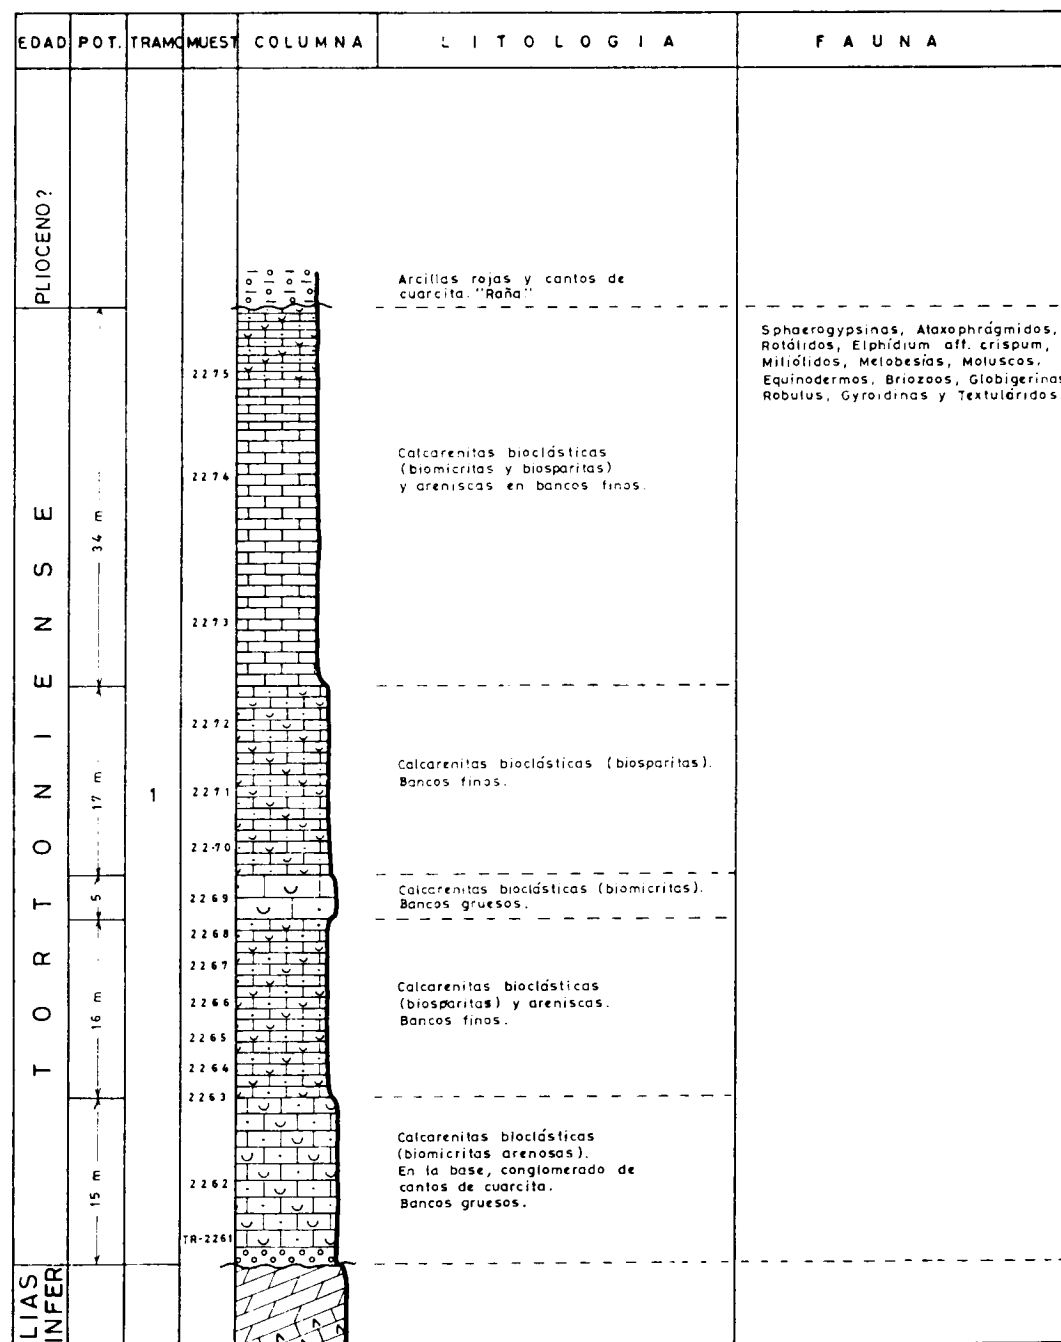 EDAD POT. TRAMO MUEST COLUMNA LITOLOGIA FAUNA
PLIOCENO?
Arcillas rojas y cantos de
cuarcita. "Raña"
Sphaerogypsinas, Ataxophrágmidos,
Rotálidos, Elphídium aff. crispum,
Miliólidos, Melobesías, Moluscos,
Equinodermos, Briozoos, Globigerinas
Robulus, Gyroidinas y Textuláridos
TORTONIENSE
34 m
2275
2274
2273
Calcarenitas bioclásticas
(biomicritas y biosparitas)
y areniscas en bancos finos.
17 m
1
2272
2271
22-70
Calcarenitas bioclásticas (biosparitas).
Bancos finos.
5
2269
Calcarenitas bioclásticas (biomicritas).
Bancos gruesos.
16 m
2268
2267
2266
2265
2264
2263
Calcarenitas bioclásticas
(biosparitas) y areniscas.
Bancos finos.
15 m
2262
TR-2261
Calcarenitas bioclásticas
(biomicritas arenosas).
En la base, conglomerado de
cantos de cuarcita.
Bancos gruesos.
LIAS
INFER